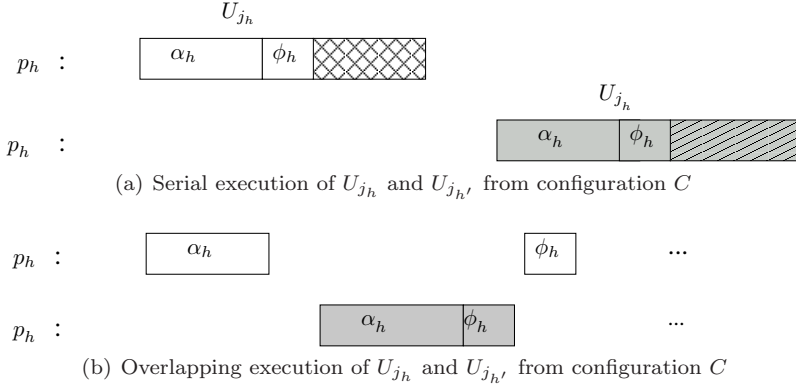 U_{j_h}
p_h : α_h ϕ_h
U_{j_h}
p_h : α_h ϕ_h
(a) Serial execution of U_{j_h} and U_{j_{h′}} from configuration C
p_h : α_h ϕ_h ...
p_h : α_h ϕ_h ...
(b) Overlapping execution of U_{j_h} and U_{j_{h′}} from configuration C